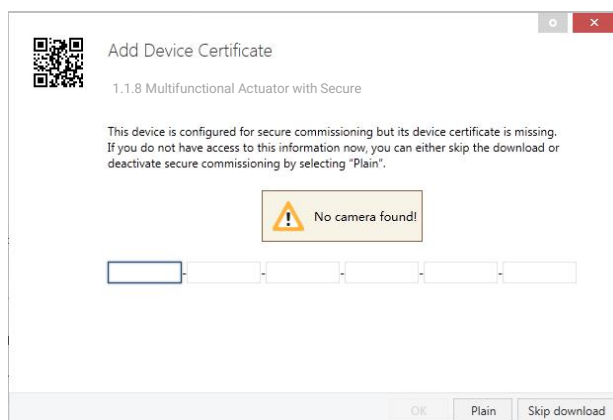 Add Device Certificate
1.1.8 Multifunctional Actuator with Secure
This device is configured for secure commissioning but its device certificate is missing.
If you do not have access to this information now, you can either skip the download or
deactivate secure commissioning by selecting “Plain”.
No camera found!
- - - - -
OK Plain Skip download